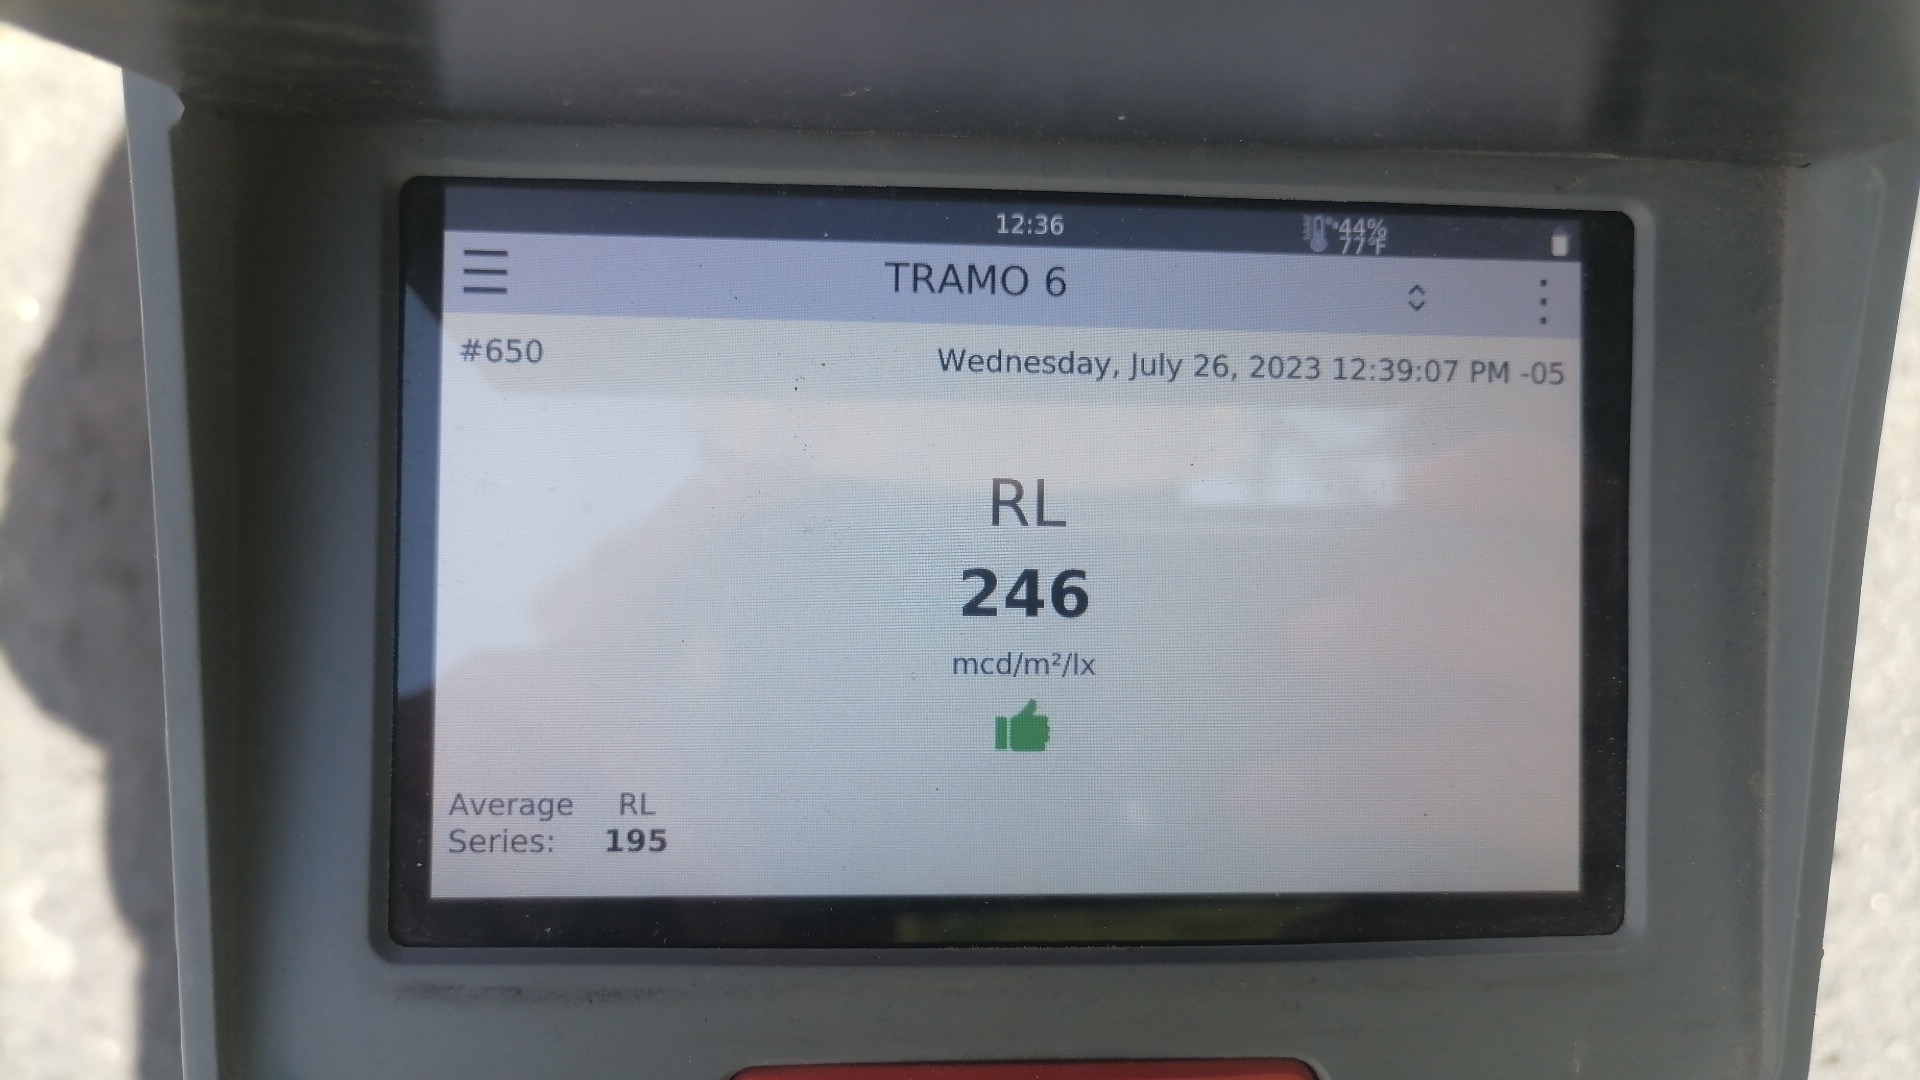 12:36
44%
77°F
TRAMO 6
#650
Wednesday, July 26, 2023 12:39:07 PM -05
RL
246
mcd/m²/lx
Average RL
Series: 195